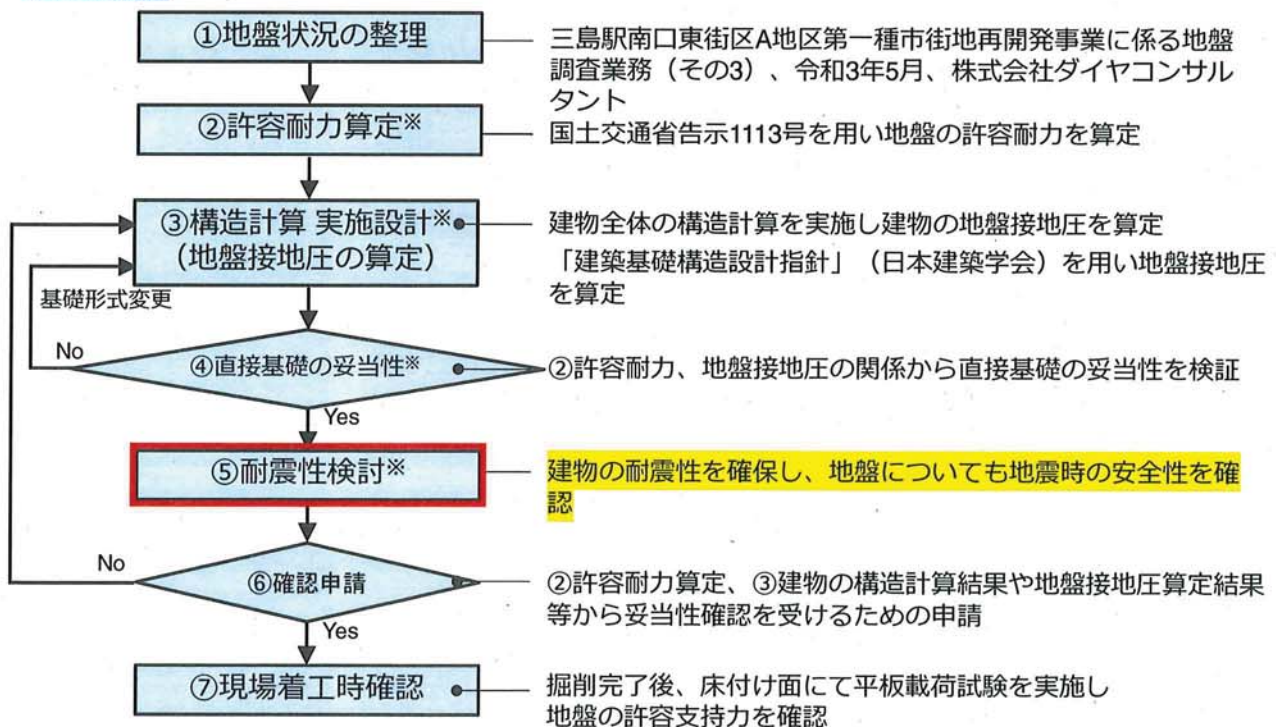 ①地盤状況の整理
三島駅南口東街区A地区第一種市街地再開発事業に係る地盤
調査業務（その3）、令和3年5月、株式会社ダイヤコンサル
タント
②許容耐力算定※
国土交通省告示1113号を用い地盤の許容耐力を算定
③構造計算 実施設計※
（地盤接地圧の算定）
建物全体の構造計算を実施し建物の地盤接地圧を算定
「建築基礎構造設計指針」（日本建築学会）を用い地盤接地圧
を算定
基礎形式変更
No
④直接基礎の妥当性※
②許容耐力、地盤接地圧の関係から直接基礎の妥当性を検証
Yes
⑤耐震性検討※
建物の耐震性を確保し、地盤についても地震時の安全性を確
認
No
⑥確認申請
②許容耐力算定、③建物の構造計算結果や地盤接地圧算定結果
等から妥当性確認を受けるための申請
Yes
⑦現場着工時確認
掘削完了後、床付け面にて平板載荷試験を実施し
地盤の許容支持力を確認